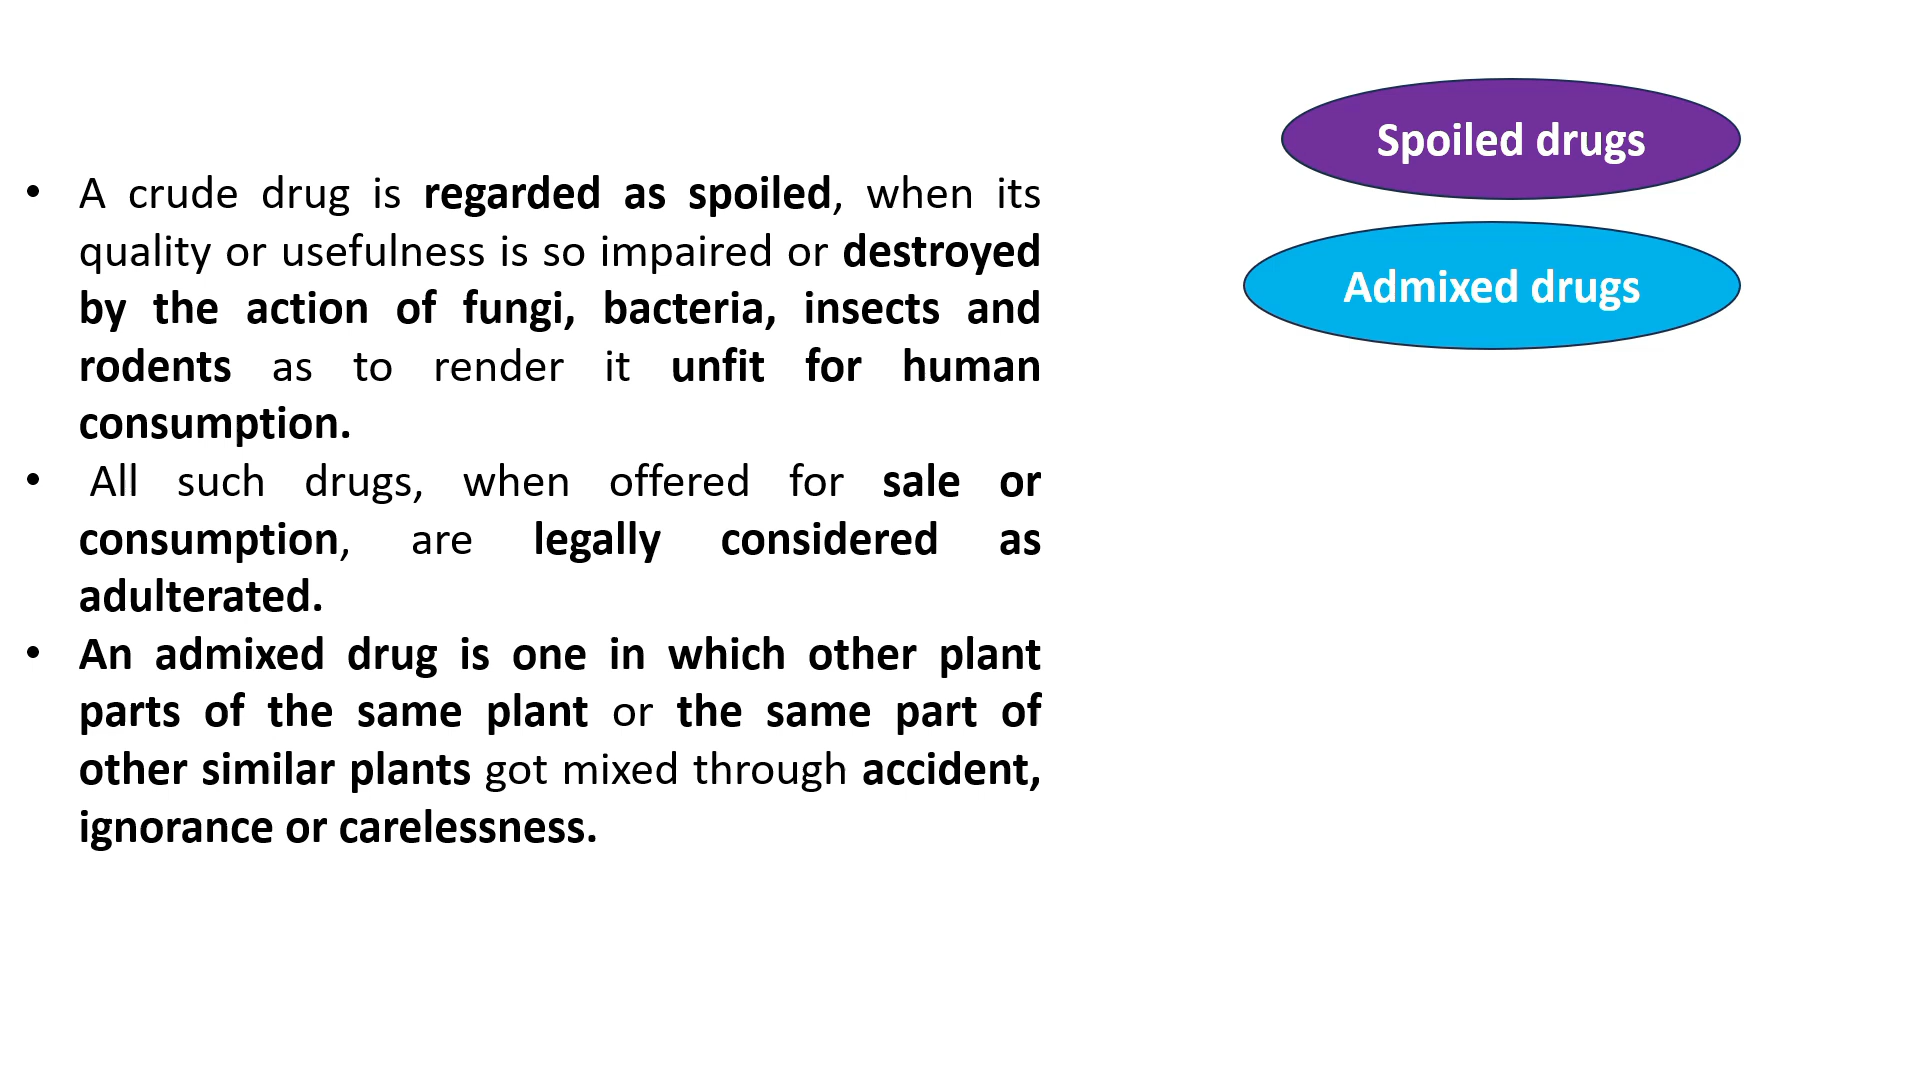 • A crude drug is regarded as spoiled, when its
quality or usefulness is so impaired or destroyed
by the action of fungi, bacteria, insects and
rodents as to render it unfit for human
consumption.
• All such drugs, when offered for sale or
consumption, are legally considered as
adulterated.
• An admixed drug is one in which other plant
parts of the same plant or the same part of
other similar plants got mixed through accident,
ignorance or carelessness.
Spoiled drugs
Admixed drugs